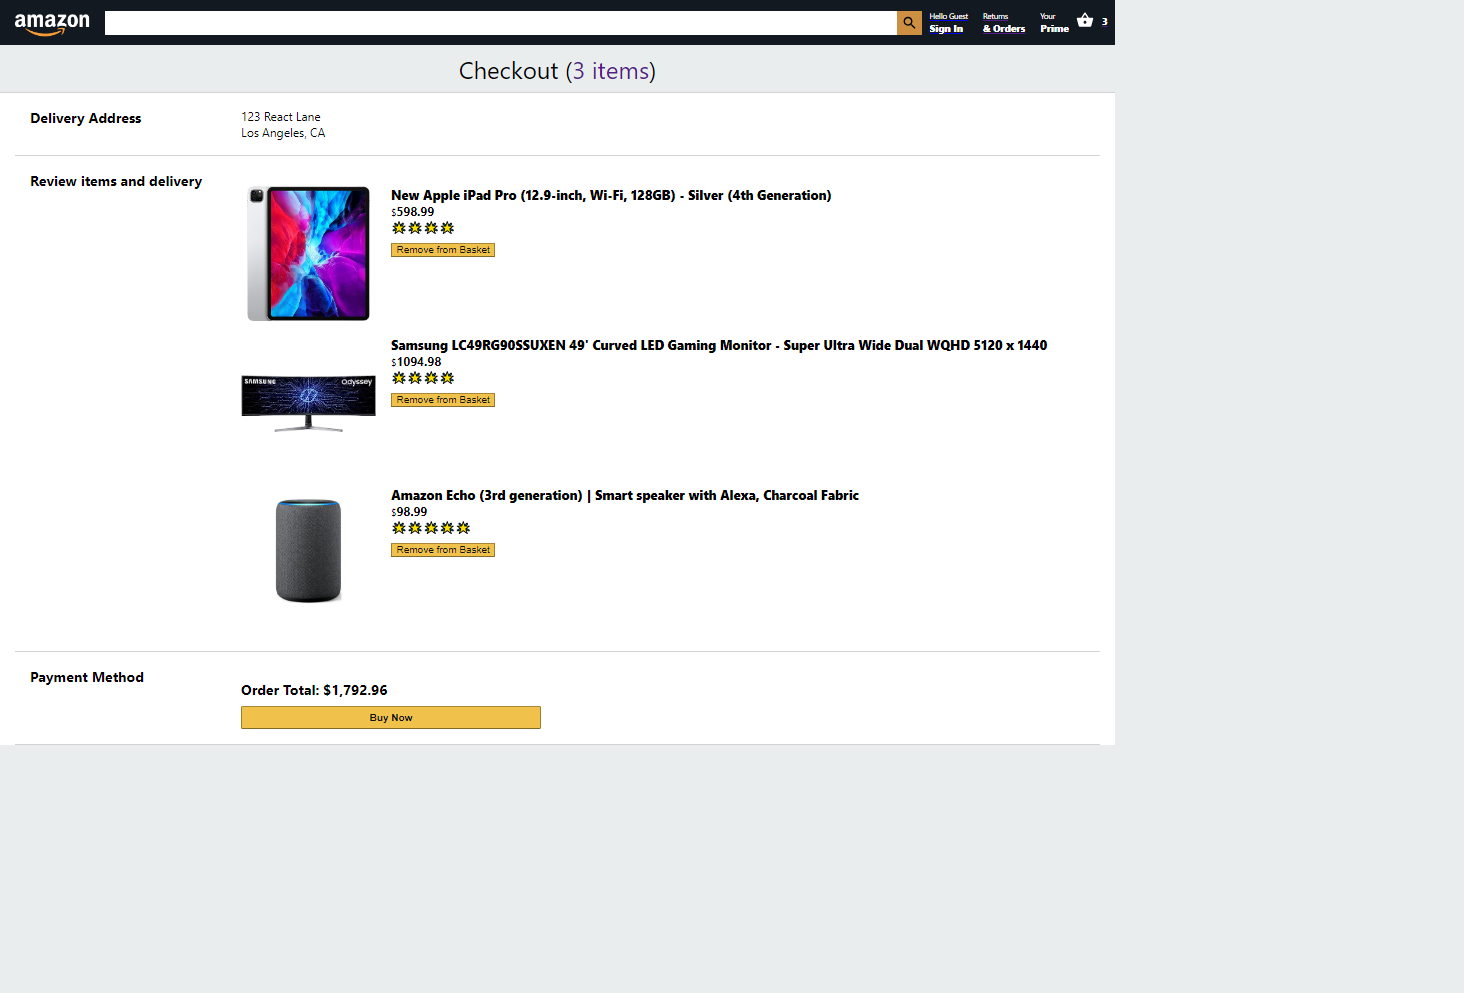 amazon
Hello Guest
Sign In
Returns
& Orders
Your
Prime
3
Checkout (3 items)
Delivery Address
123 React Lane
Los Angeles, CA
Review items and delivery
New Apple iPad Pro (12.9-inch, Wi-Fi, 128GB) - Silver (4th Generation)
$598.99
Remove from Basket
Samsung LC49RG90SSUXEN 49' Curved LED Gaming Monitor - Super Ultra Wide Dual WQHD 5120 x 1440
$1094.98
Remove from Basket
SAMSUNG Odyssey
Amazon Echo (3rd generation) | Smart speaker with Alexa, Charcoal Fabric
$98.99
Remove from Basket
Payment Method
Order Total: $1,792.96
Buy Now